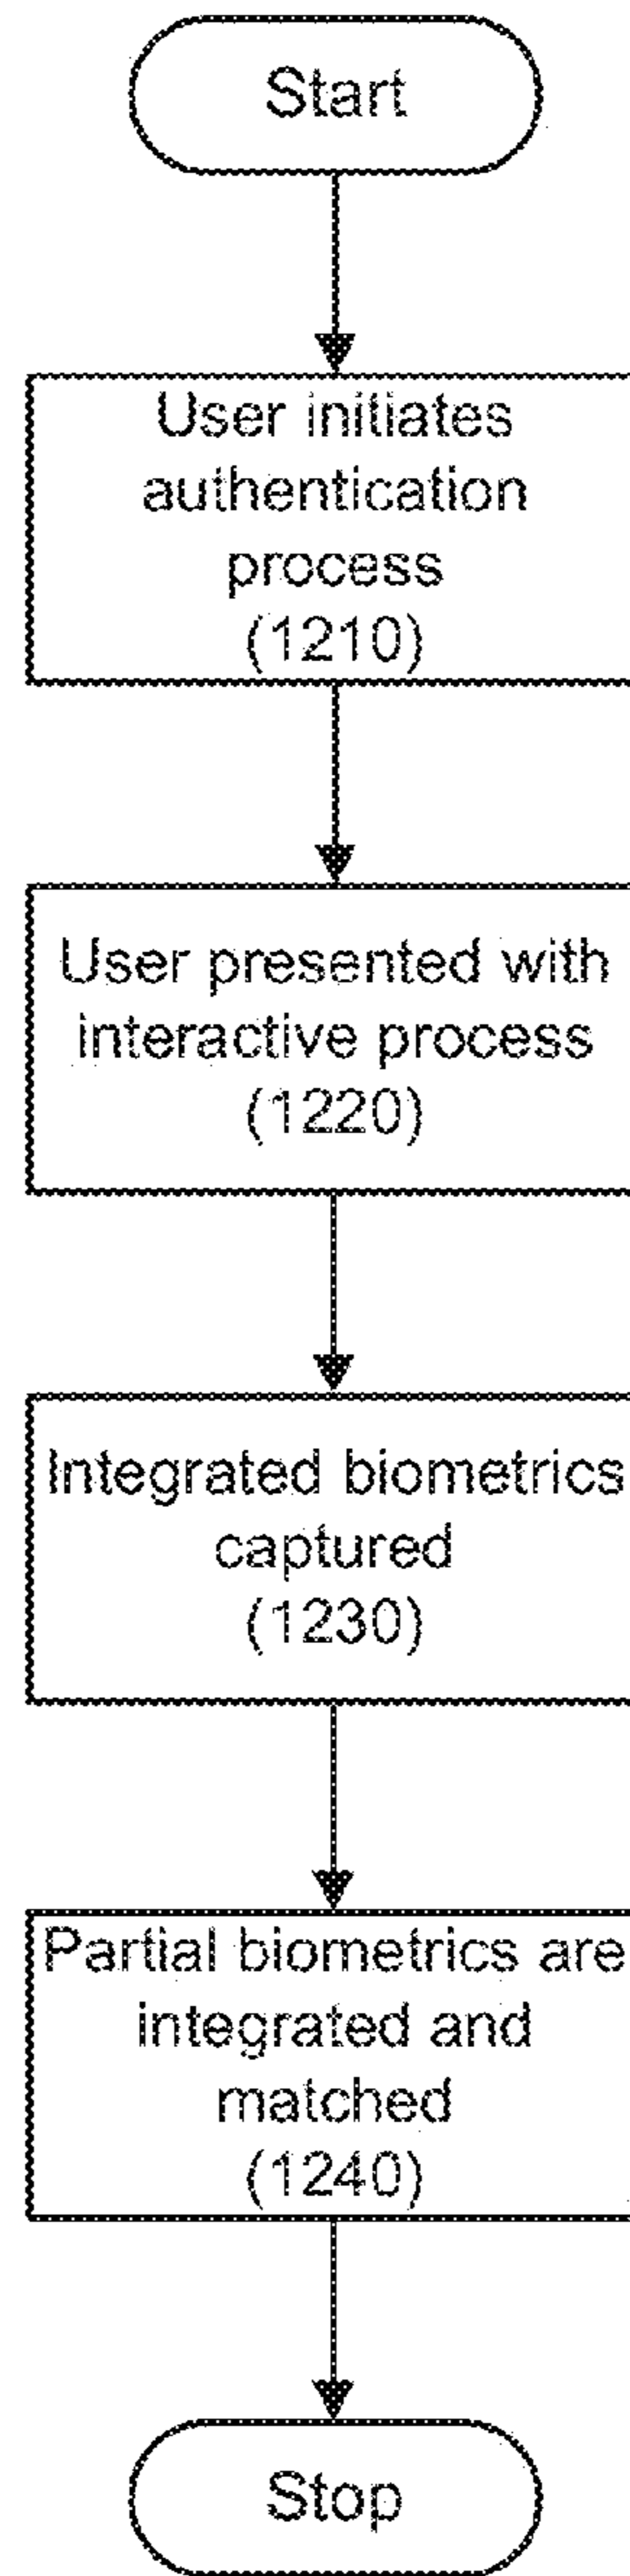 Start
User initiates
authentication
process
(1210)
User presented with
interactive process
(1220)
Integrated biometrics
captured
(1230)
Partial biometrics are
integrated and
matched
(1240)
Stop